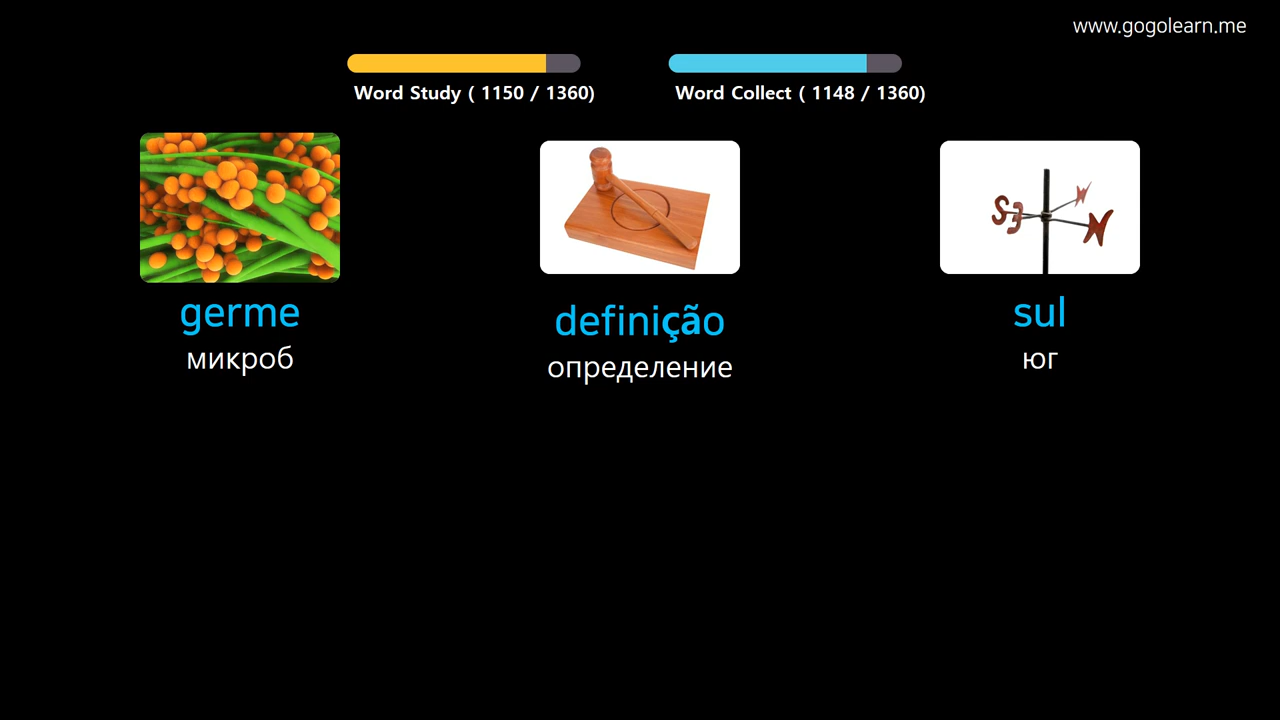 www.gogolearn.me
Word Study ( 1150 / 1360)
Word Collect ( 1148 / 1360)
S
N
germe
микроб
definição
определение
sul
юг